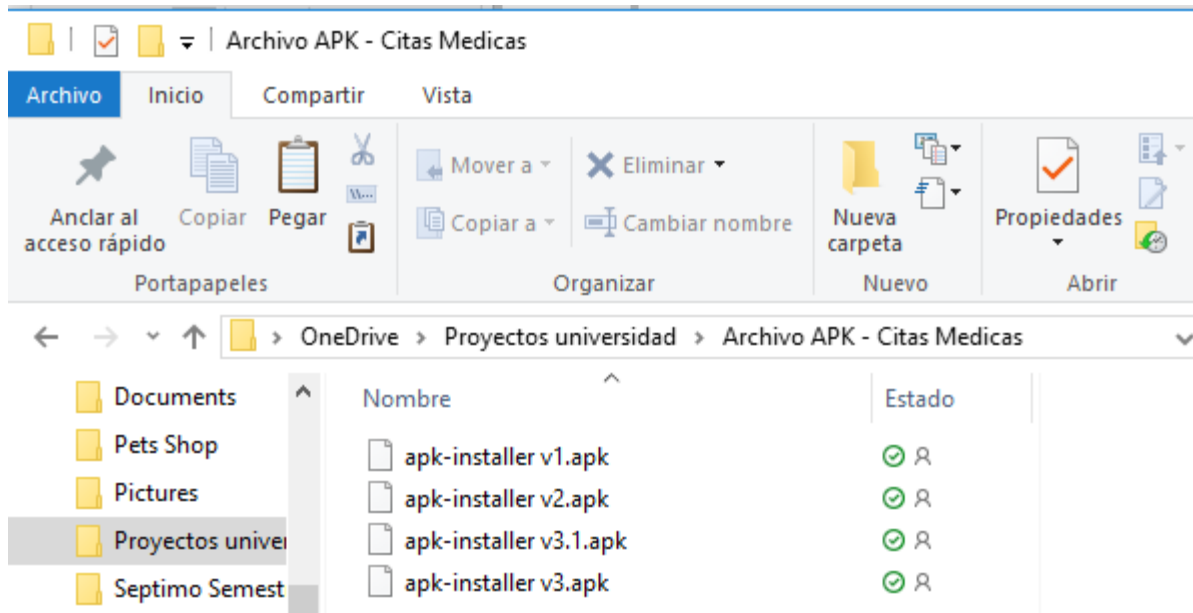 Archivo APK - Citas Medicas
Archivo Inicio Compartir Vista
Anclar al acceso rápido
Copiar
Pegar
Mover a
Copiar a
Eliminar
Cambiar nombre
Nueva carpeta
Propiedades
Portapapeles Organizar Nuevo Abrir
OneDrive > Proyectos universidad > Archivo APK - Citas Medicas
Documents
Pets Shop
Pictures
Proyectos univer
Septimo Semest
Nombre Estado
apk-installer v1.apk
apk-installer v2.apk
apk-installer v3.1.apk
apk-installer v3.apk